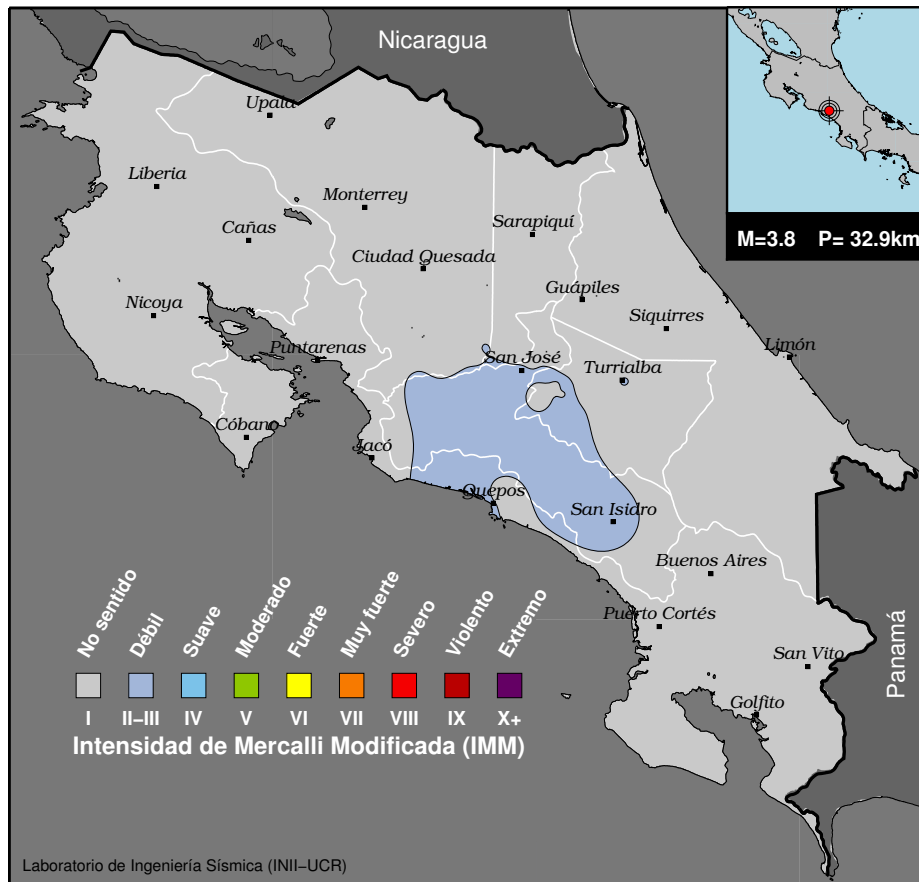 Nicaragua
Upala
Liberia
Monterrey
Cañas
Sarapiquí
M=3.8 P= 32.9km
Ciudad Quesada
Guápiles
Nicoya
Siquirres
Puntarenas
San José
Limón
Turrialba
Cóbano
Jacó
Quepos
San Isidro
Buenos Aires
Puerto Cortés
San Vito
Panamá
Golfito
No sentido
Débil
Suave
Moderado
Fuerte
Muy fuerte
Severo
Violento
Extremo
I II–III IV V VI VII VIII IX X+
Intensidad de Mercalli Modificada (IMM)
Laboratorio de Ingeniería Sísmica (INII–UCR)